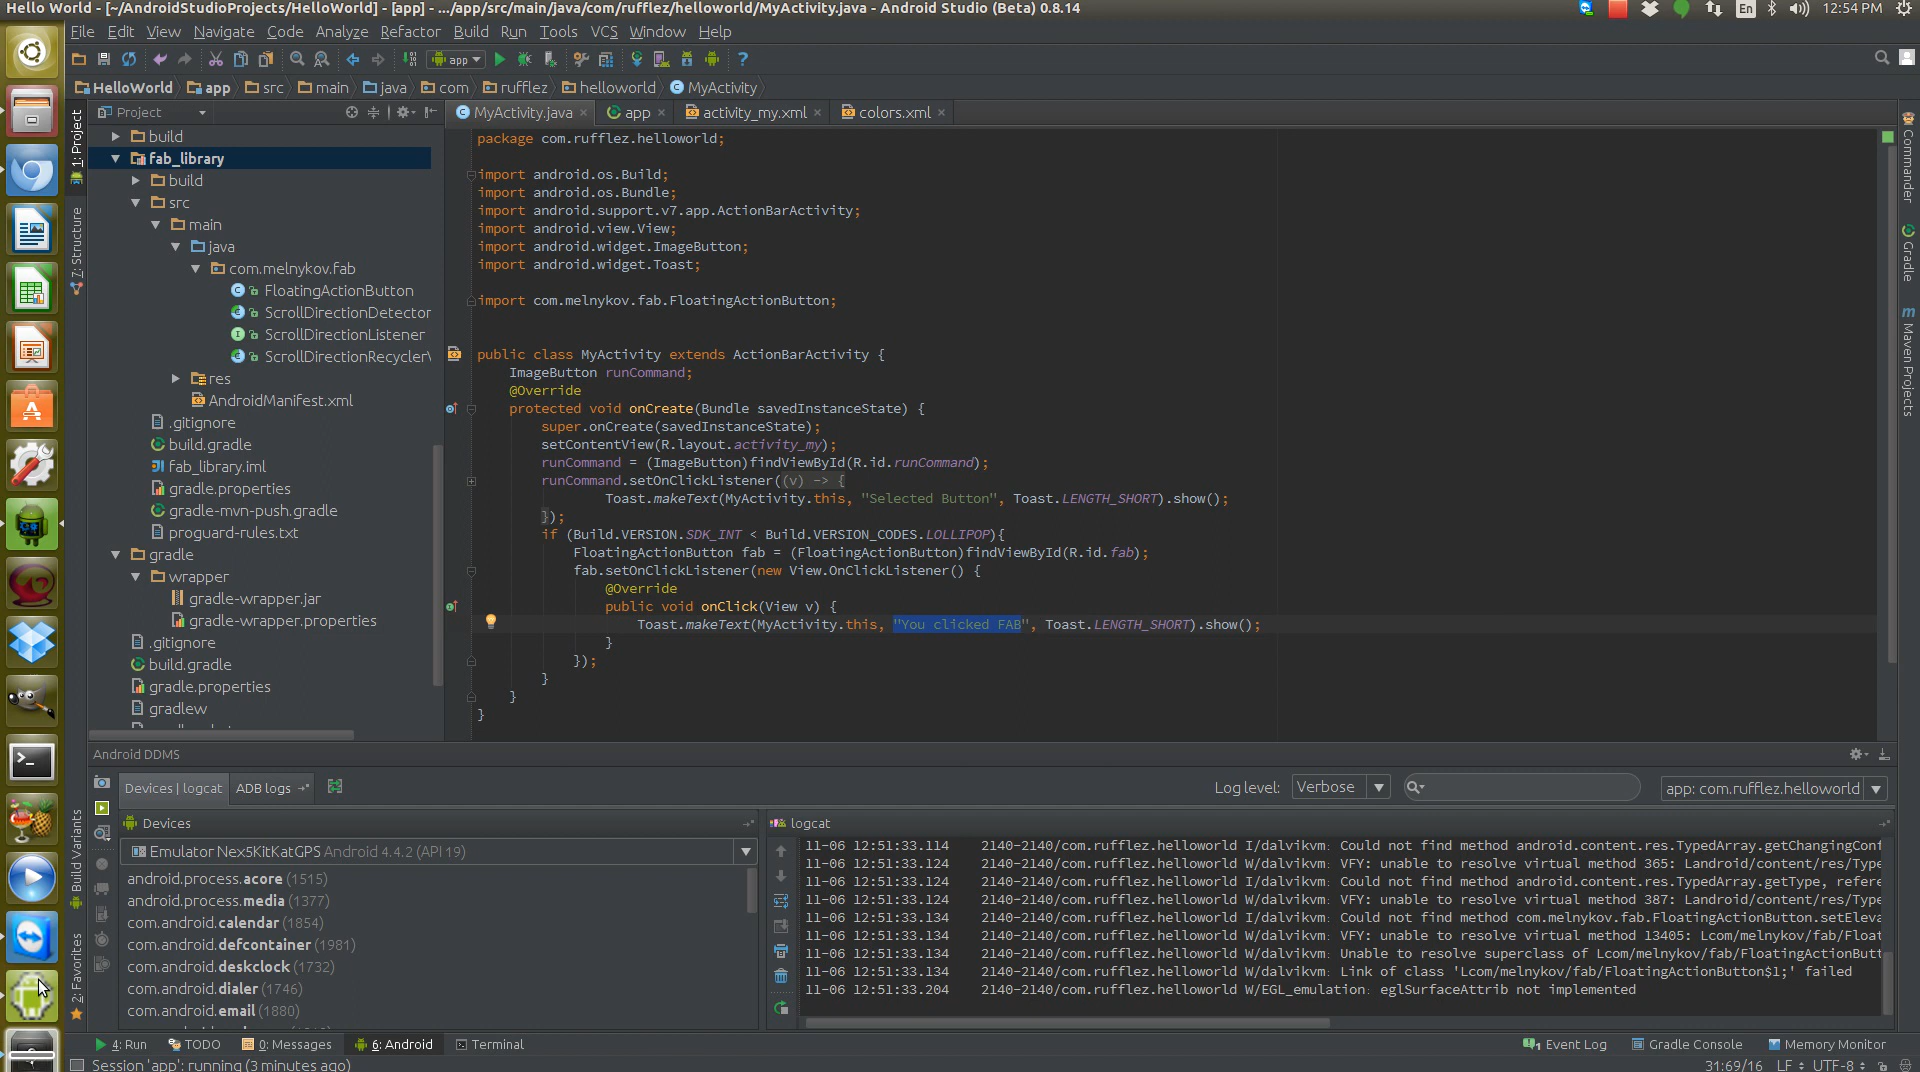 Hello World - [~/AndroidStudioProjects/HelloWorld] - [app] - .../app/src/main/java/com/rufflez/helloworld/MyActivity.java - Android Studio (Beta) 0.8.14
En
12:54 PM
File Edit View Navigate Code Analyze Refactor Build Run Tools VCS Window Help
app
?
HelloWorld app src main java com rufflez helloworld MyActivity
1: Project
7: Structure
Build Variants
2: Favorites
Project
build
fab_library
build
src
main
java
com.melnykov.fab
FloatingActionButton
ScrollDirectionDetector
ScrollDirectionListener
ScrollDirectionRecycler
res
AndroidManifest.xml
.gitignore
build.gradle
fab_library.iml
gradle.properties
gradle-mvn-push.gradle
proguard-rules.txt
gradle
wrapper
gradle-wrapper.jar
gradle-wrapper.properties
.gitignore
build.gradle
gradle.properties
gradlew
MyActivity.java app activity_my.xml colors.xml
package com.rufflez.helloworld;
import android.os.Build;
import android.os.Bundle;
import android.support.v7.app.ActionBarActivity;
import android.view.View;
import android.widget.ImageButton;
import android.widget.Toast;
import com.melnykov.fab.FloatingActionButton;
public class MyActivity extends ActionBarActivity {
ImageButton runCommand;
@Override
protected void onCreate(Bundle savedInstanceState) {
super.onCreate(savedInstanceState);
setContentView(R.layout.activity_my);
runCommand = (ImageButton)findViewById(R.id.runCommand);
runCommand.setOnClickListener((v) -> {
Toast.makeText(MyActivity.this, "Selected Button", Toast.LENGTH_SHORT).show();
});
if (Build.VERSION.SDK_INT < Build.VERSION_CODES.LOLLIPOP){
FloatingActionButton fab = (FloatingActionButton)findViewById(R.id.fab);
fab.setOnClickListener(new View.OnClickListener() {
@Override
public void onClick(View v) {
Toast.makeText(MyActivity.this, "You clicked FAB", Toast.LENGTH_SHORT).show();
}
});
}
}
}
Commander
Gradle
Maven Projects
Android DDMS
Devices | logcat ADB logs
Log level: Verbose
app: com.rufflez.helloworld
Devices
Emulator Nex5KitKatGPS Android 4.4.2 (API 19)
android.process.acore (1515)
android.process.media (1377)
com.android.calendar (1854)
com.android.defcontainer (1981)
com.android.deskclock (1732)
com.android.dialer (1746)
com.android.email (1880)
logcat
11-06 12:51:33.114 2140-2140/com.rufflez.helloworld I/dalvikvm: Could not find method android.content.res.TypedArray.getChangingConf
11-06 12:51:33.124 2140-2140/com.rufflez.helloworld W/dalvikvm: VFY: unable to resolve virtual method 365: Landroid/content/res/Type
11-06 12:51:33.124 2140-2140/com.rufflez.helloworld I/dalvikvm: Could not find method android.content.res.TypedArray.getType, refere
11-06 12:51:33.124 2140-2140/com.rufflez.helloworld W/dalvikvm: VFY: unable to resolve virtual method 387: Landroid/content/res/Type
11-06 12:51:33.134 2140-2140/com.rufflez.helloworld I/dalvikvm: Could not find method com.melnykov.fab.FloatingActionButton.setEleva
11-06 12:51:33.134 2140-2140/com.rufflez.helloworld W/dalvikvm: VFY: unable to resolve virtual method 13405: Lcom/melnykov/fab/Float
11-06 12:51:33.134 2140-2140/com.rufflez.helloworld W/dalvikvm: Unable to resolve superclass of Lcom/melnykov/fab/FloatingActionButt
11-06 12:51:33.134 2140-2140/com.rufflez.helloworld W/dalvikvm: Link of class 'Lcom/melnykov/fab/FloatingActionButton$1;' failed
11-06 12:51:33.204 2140-2140/com.rufflez.helloworld W/EGL_emulation: eglSurfaceAttrib not implemented
4: Run TODO 0: Messages 6: Android Terminal
Event Log Gradle Console Memory Monitor
Session 'app': running (3 minutes ago)
31:69/16 LF UTF-8